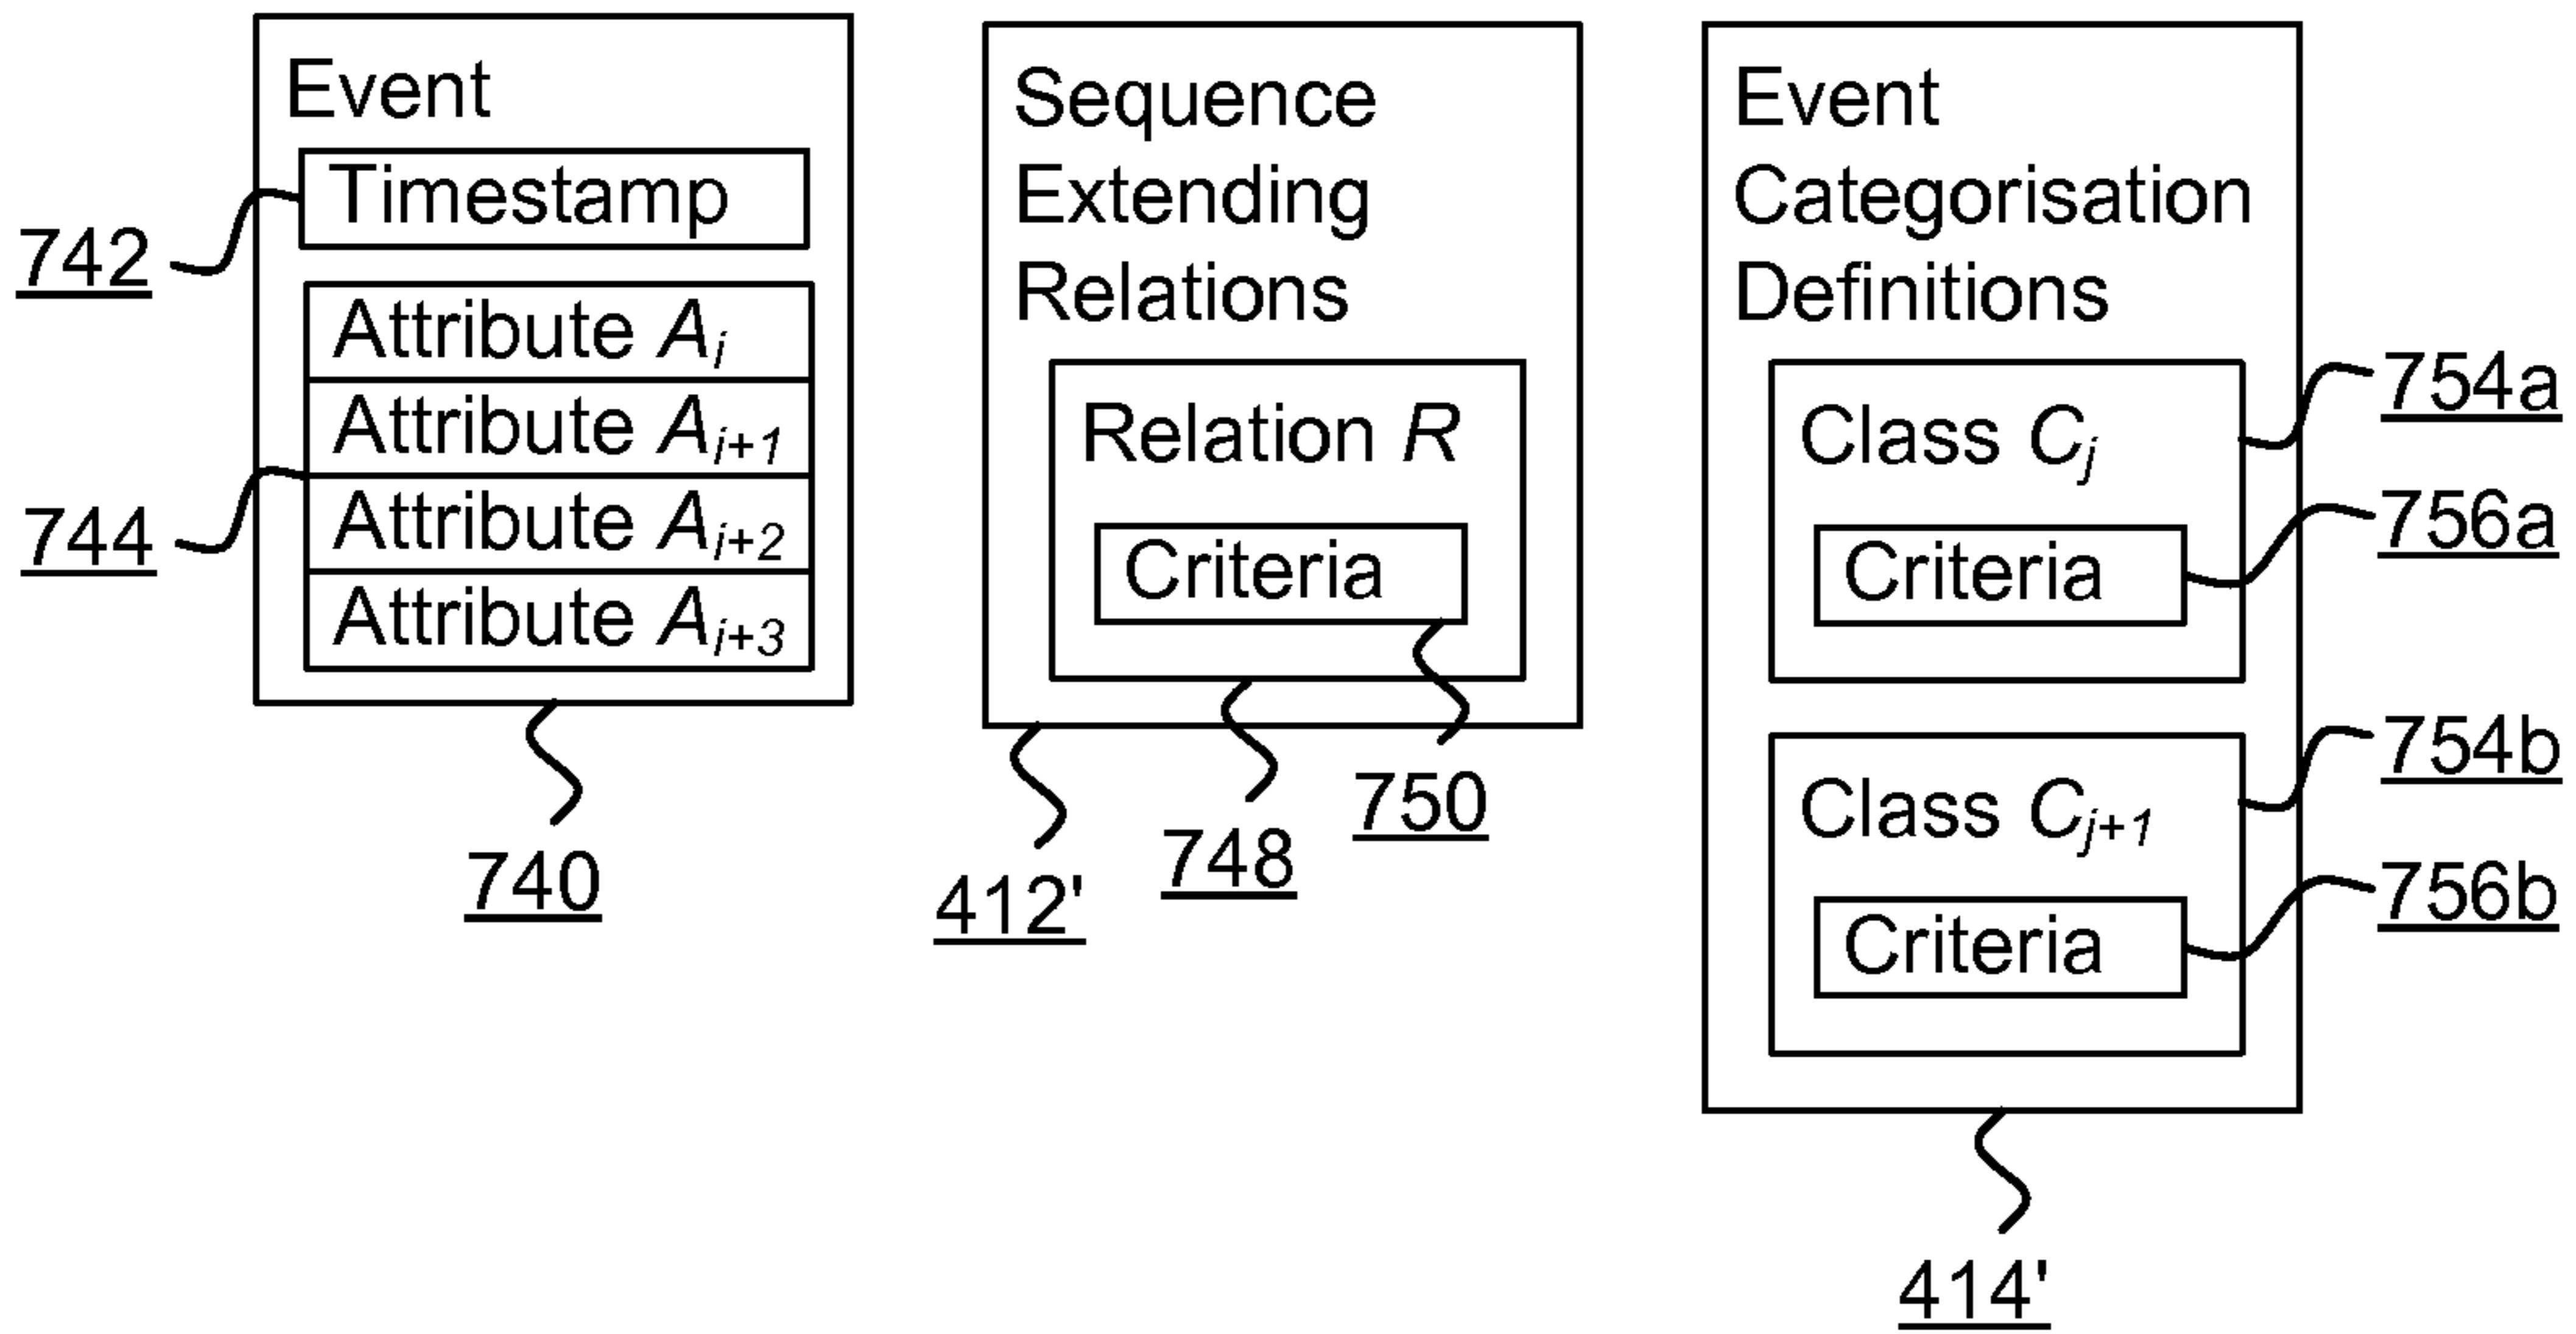 Event
Timestamp
Attribute Ai
Attribute Ai+1
Attribute Ai+2
Attribute Ai+3
742
744
740
Sequence
Extending
Relations
Relation R
Criteria
750
748
412'
Event
Categorisation
Definitions
Class Cj
Criteria
Class Cj+1
Criteria
754a
756a
754b
756b
414'